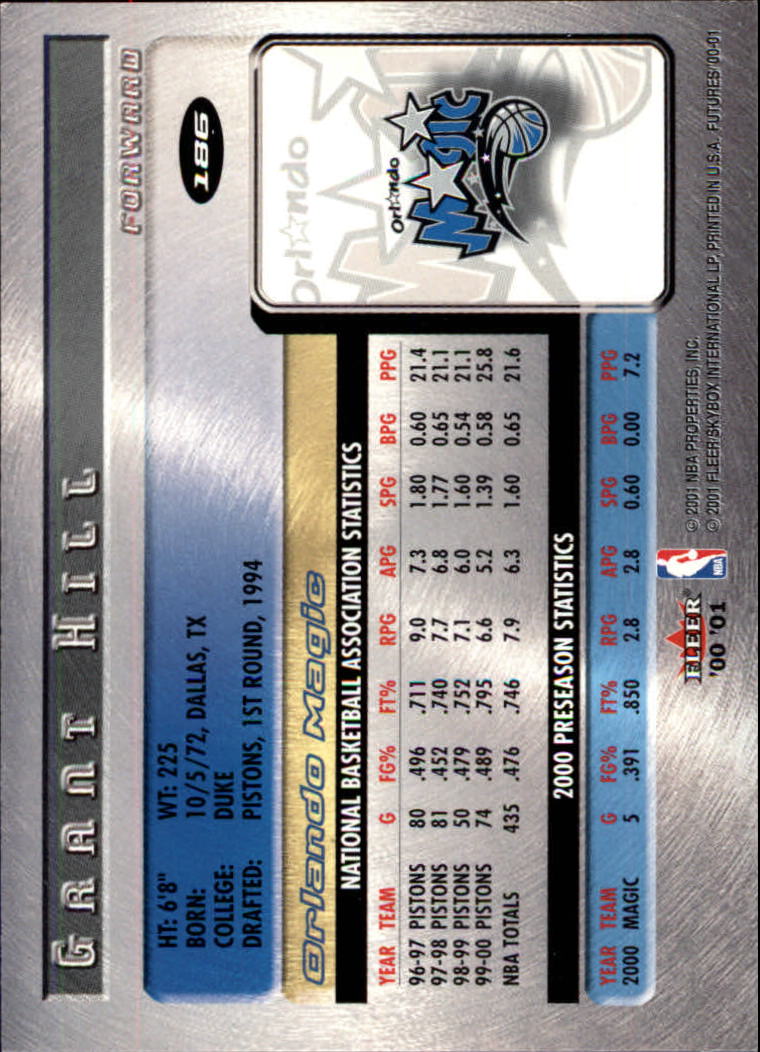 GRANT HILL
FORWARD
186
HT: 6'8" WT: 225
BORN: 10/5/72, DALLAS, TX
COLLEGE: DUKE
DRAFTED: PISTONS, 1ST ROUND, 1994
Orlando Magic
Orlando
Magic
Orlando
NATIONAL BASKETBALL ASSOCIATION STATISTICS
YEAR TEAM G FG% FT% RPG APG SPG BPG PPG
96-97 PISTONS 80 .496 .711 9.0 7.3 1.80 0.60 21.4
97-98 PISTONS 81 .452 .740 7.7 6.8 1.77 0.65 21.1
98-99 PISTONS 50 .479 .752 7.1 6.0 1.60 0.54 21.1
99-00 PISTONS 74 .489 .795 6.6 5.2 1.39 0.58 25.8
NBA TOTALS 435 .476 .746 7.9 6.3 1.60 0.65 21.6
2000 PRESEASON STATISTICS
YEAR TEAM G FG% FT% RPG APG SPG BPG PPG
2000 MAGIC 5 .391 .850 2.8 2.8 0.60 0.00 7.2
FLEER
'00 '01
NBA
© 2001 NBA PROPERTIES, INC.
© 2001 FLEER/SKYBOX INTERNATIONAL LP, PRINTED IN U.S.A. FUTURES '00-01